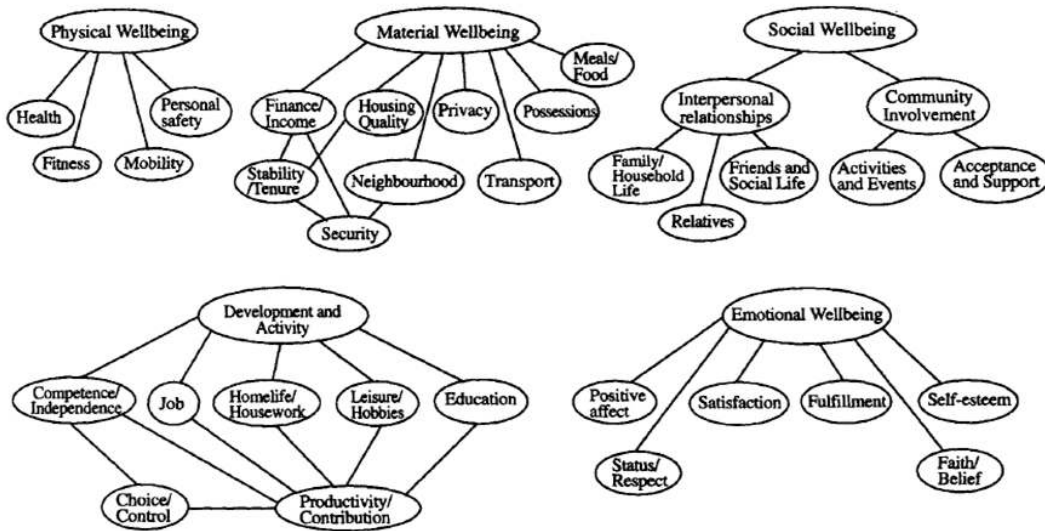 Physical Wellbeing
Health
Fitness
Mobility
Personal
safety
Material Wellbeing
Finance/
Income
Housing
Quality
Privacy
Possessions
Meals/
Food
Stability
/Tenure
Neighbourhood
Transport
Security
Social Wellbeing
Interpersonal
relationships
Community
Involvement
Family/
Household
Life
Relatives
Friends and
Social Life
Activities
and Events
Acceptance
and Support
Development and
Activity
Competence/
Independence
Job
Homelife/
Housework
Leisure/
Hobbies
Education
Choice/
Control
Productivity/
Contribution
Emotional Wellbeing
Positive
affect
Status/
Respect
Satisfaction
Fulfillment
Faith/
Belief
Self-esteem